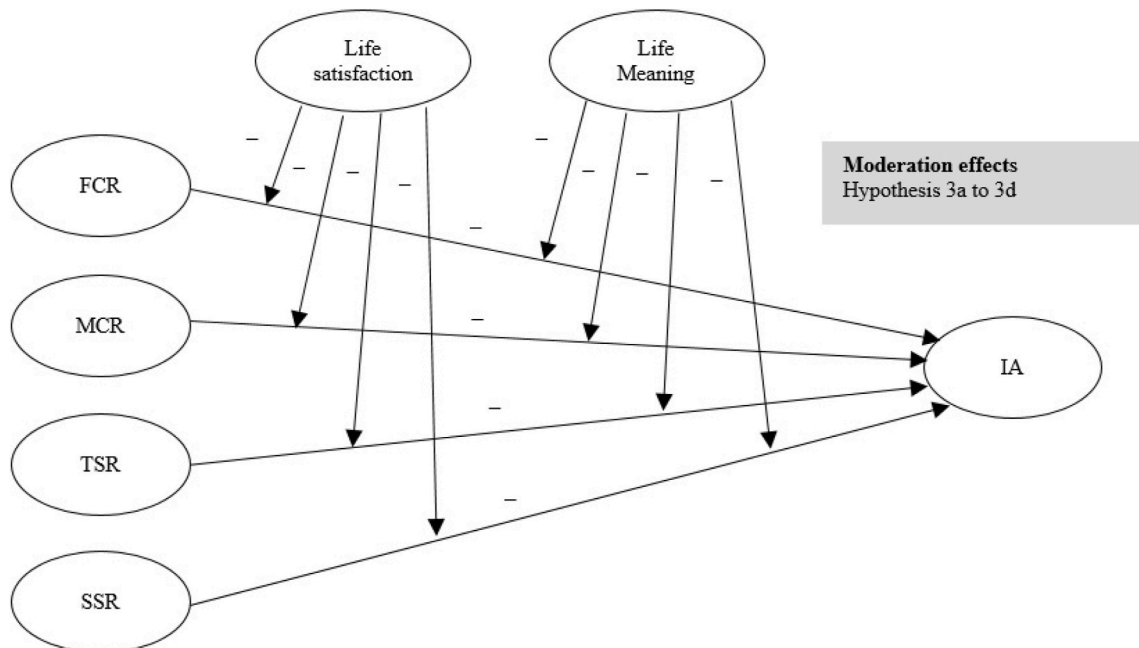 Life
satisfaction
Life
Meaning
–
–
–
–
–
–
–
–
Moderation effects
Hypothesis 3a to 3d
FCR
–
MCR
–
IA
TSR
–
SSR
–